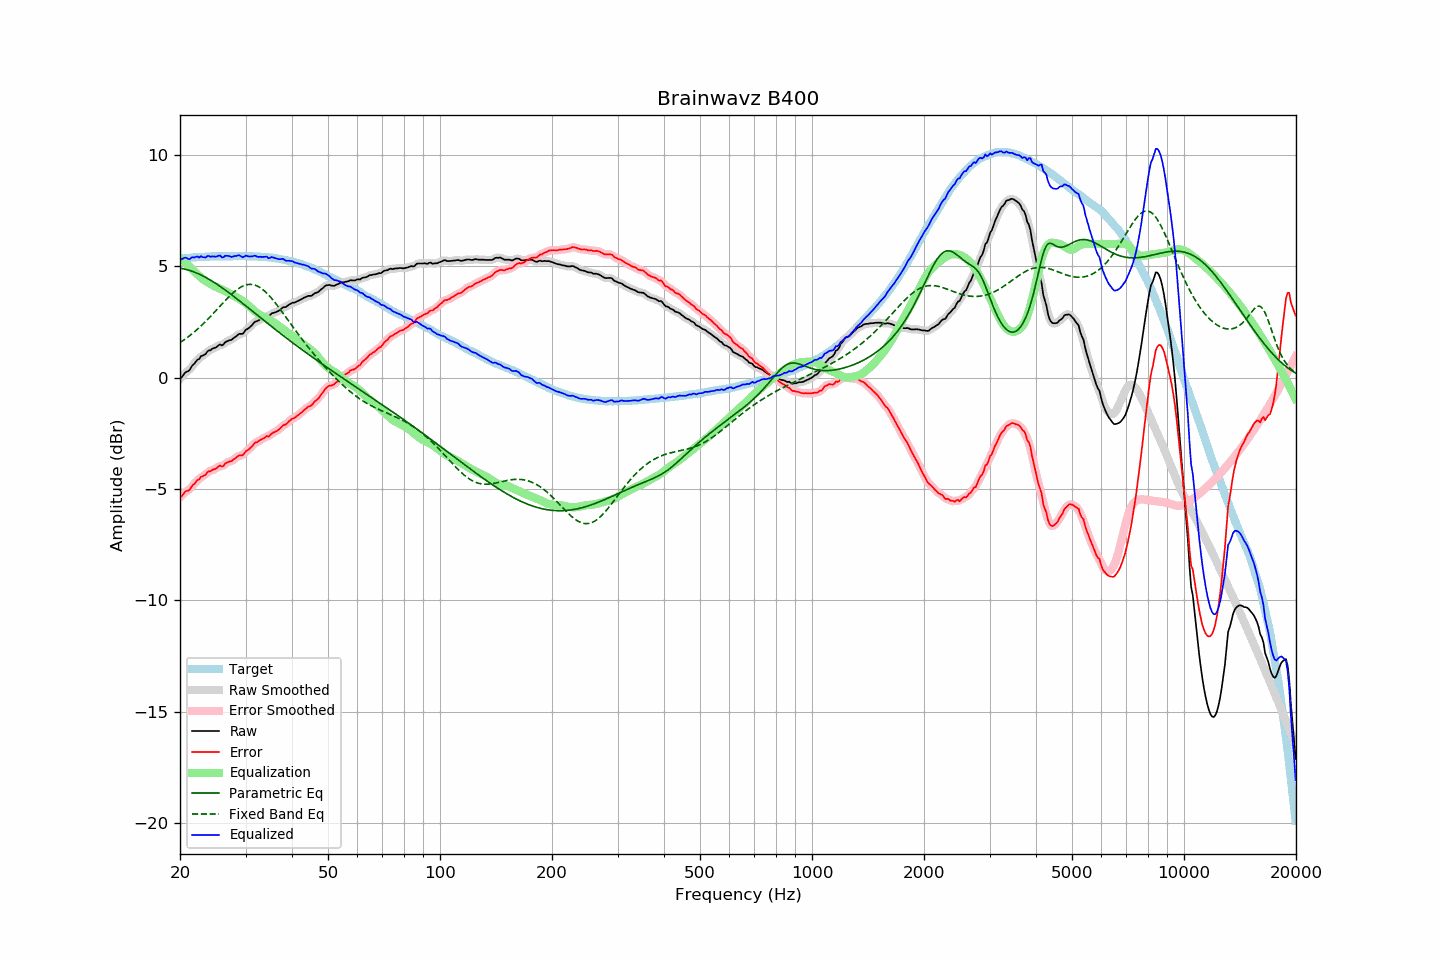 Brainwavz B400
Amplitude (dBr)
10
5
0
−5
−10
−15
−20
Target
Raw Smoothed
Error Smoothed
Raw
Error
Equalization
Parametric Eq
Fixed Band Eq
Equalized
20 50 100 200 500 1000 2000 5000 10000 20000
Frequency (Hz)